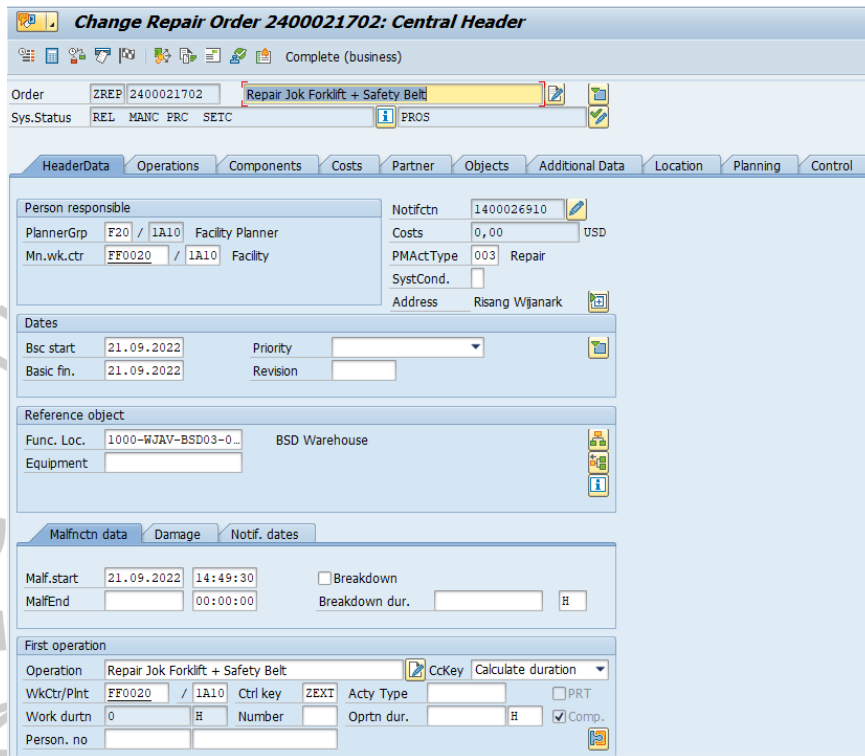 Change Repair Order 2400021702: Central Header
Complete (business)
Order ZREP 2400021702 Repair Jok Forklift + Safety Belt
Sys.Status REL MANC PRC SETC PROS
HeaderData Operations Components Costs Partner Objects Additional Data Location Planning Control
Person responsible
Notifctn 1400026910
PlannerGrp F20 / 1A10 Facility Planner
Costs 0,00 USD
Mn.wk.ctr FF0020 / 1A10 Facility
PMActType 003 Repair
SystCond.
Address Risang Wijanark
Dates
Bsc start 21.09.2022 Priority
Basic fin. 21.09.2022 Revision
Reference object
Func. Loc. 1000-WJAV-BSD03-0… BSD Warehouse
Equipment
Malfnctn data Damage Notif. dates
Malf.start 21.09.2022 14:49:30 Breakdown
MalfEnd 00:00:00 Breakdown dur. H
First operation
Operation Repair Jok Forklift + Safety Belt CcKey Calculate duration
WkCtr/Plnt FF0020 / 1A10 Ctrl key ZEXT Acty Type PRT
Work durtn 0 H Number Oprtn dur. H Comp.
Person. no